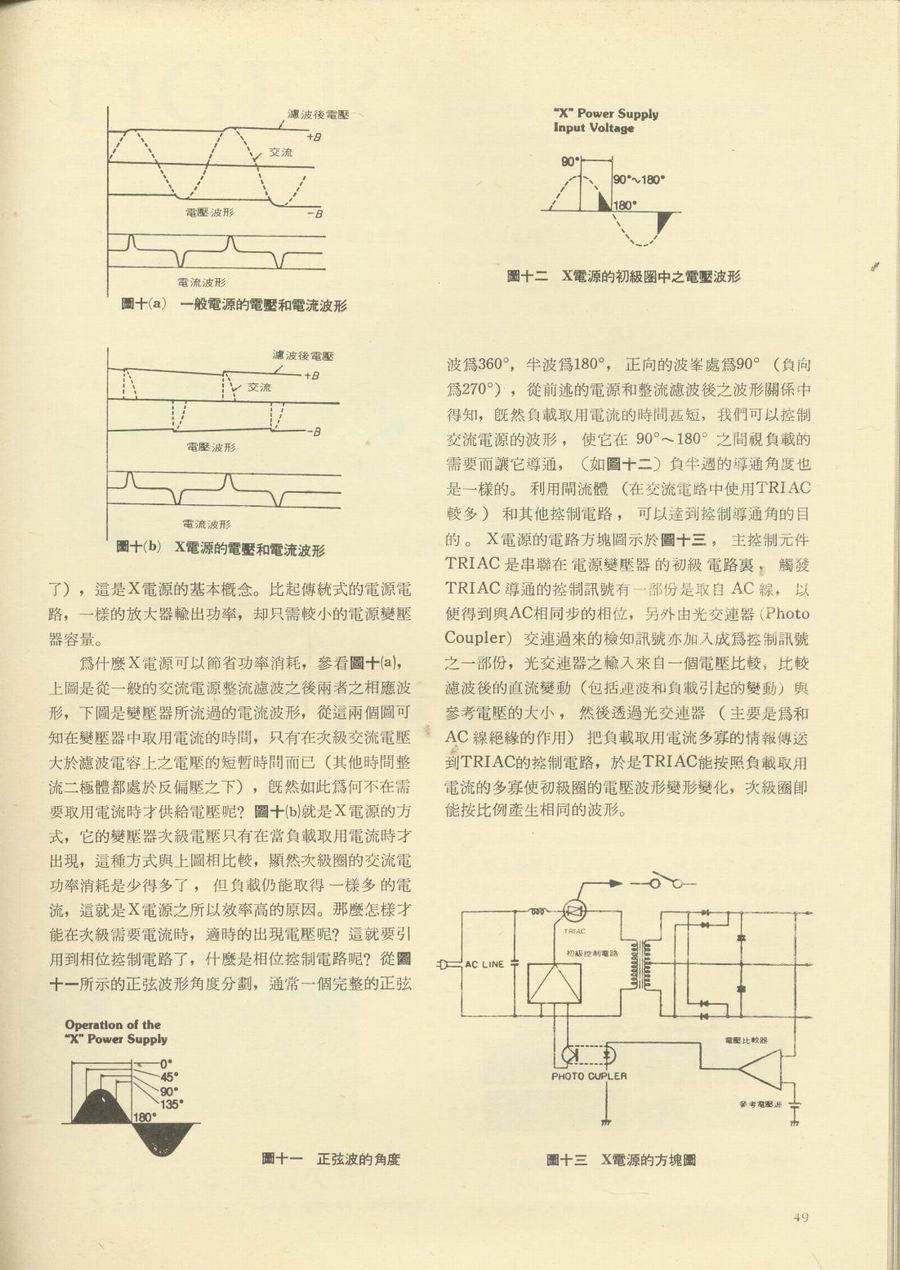 濾波後電壓
+B
交流
電壓波形
-B
電流波形
圖十(a) 一般電源的電壓和電流波形
濾波後電壓
+B
交流
-B
電壓波形
電流波形
圖十(b) X電源的電壓和電流波形
了),這是X電源的基本概念。比起傳統式的電源電
路,一樣的放大器輸出功率,却只需較小的電源變壓
器容量。
爲什麼X電源可以節省功率消耗,參看圖十(a),
上圖是從一般的交流電源整流濾波之後兩者之相應波
形,下圖是變壓器所流過的電流波形,從這兩個圖可
知在變壓器中取用電流的時間,只有在次級交流電壓
大於濾波電容上之電壓的短暫時間而已(其他時間整
流二極體都處於反偏壓之下),旣然如此爲何不在需
要取用電流時才供給電壓呢?圖十(b)就是X電源的方
式,它的變壓器次級電壓只有在當負載取用電流時才
出現,這種方式與上圖相比較,顯然次級圈的交流電
功率消耗是少得多了,但負載仍能取得一樣多的電
流,這就是X電源之所以效率高的原因。那麼怎樣才
能在次級需要電流時,適時的出現電壓呢?這就要引
用到相位控制電路了,什麼是相位控制電路呢?從圖
十一所示的正弦波形角度分劃,通常一個完整的正弦
Operation of the
"X" Power Supply
0°
45°
90°
135°
180°
圖十一 正弦波的角度
"X" Power Supply
Input Voltage
90°
90°~180°
180°
圖十二 X電源的初級圈中之電壓波形
波爲360°,半波爲180°,正向的波峯處爲90°(負向
爲270°),從前述的電源和整流濾波後之波形關係中
得知,旣然負載取用電流的時間甚短,我們可以控制
交流電源的波形,使它在 90°~180° 之間視負載的
需要而讓它導通,(如圖十二)負半週的導通角度也
是一樣的。利用閘流體(在交流電路中使用TRIAC
較多)和其他控制電路,可以達到控制導通角的目
的。X電源的電路方塊圖示於圖十三,主控制元件
TRIAC 是串聯在電源變壓器的初級電路裏,觸發
TRIAC 導通的控制訊號有一部份是取自 AC 線,以
便得到與AC相同步的相位,另外由光交連器(Photo
Coupler)交連過來的檢知訊號亦加入成爲控制訊號
之一部份,光交連器之輸入來自一個電壓比較,比較
濾波後的直流變動(包括連波和負載引起的變動)與
參考電壓的大小,然後透過光交連器(主要是爲和
AC 線絕緣的作用)把負載取用電流多寡的情報傳送
到TRIAC的控制電路,於是TRIAC能按照負載取用
電流的多寡使初級圈的電壓波形變形變化,次級圈卽
能按比例產生相同的波形。
TRIAC
初級控制電路
AC LINE
電壓比較器
PHOTO CUPLER
參考電壓源
圖十三 X電源的方塊圖
49